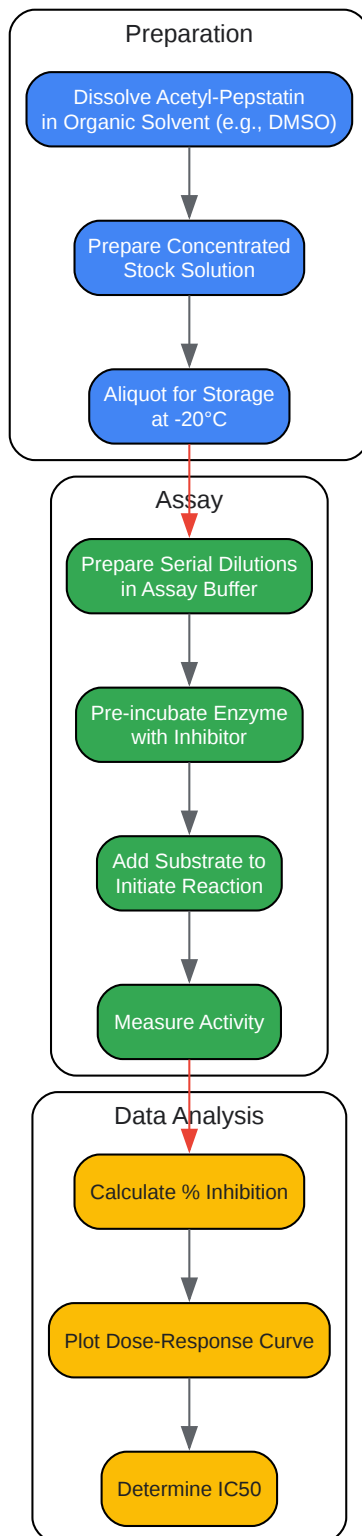 Preparation
Dissolve Acetyl-Pepstatin
in Organic Solvent (e.g., DMSO)
Prepare Concentrated
Stock Solution
Aliquot for Storage
at -20°C
Assay
Prepare Serial Dilutions
in Assay Buffer
Pre-incubate Enzyme
with Inhibitor
Add Substrate to
Initiate Reaction
Measure Activity
Data Analysis
Calculate % Inhibition
Plot Dose-Response Curve
Determine IC50